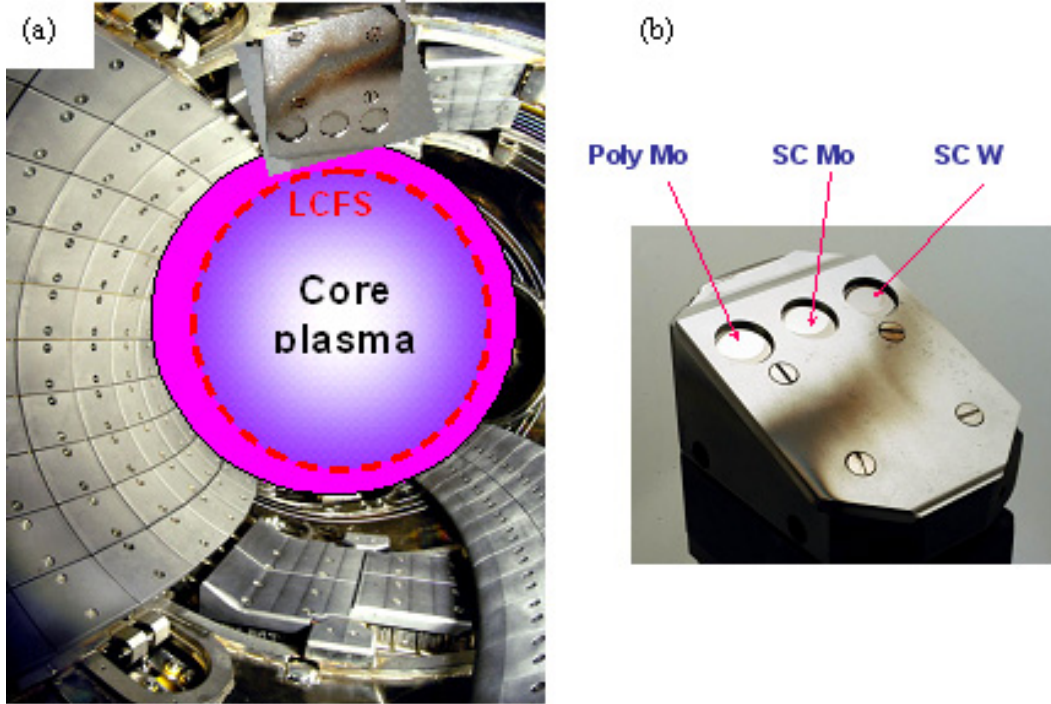 (a)
(b)
Poly Mo
SC Mo
SC W
LCFS
Core
plasma